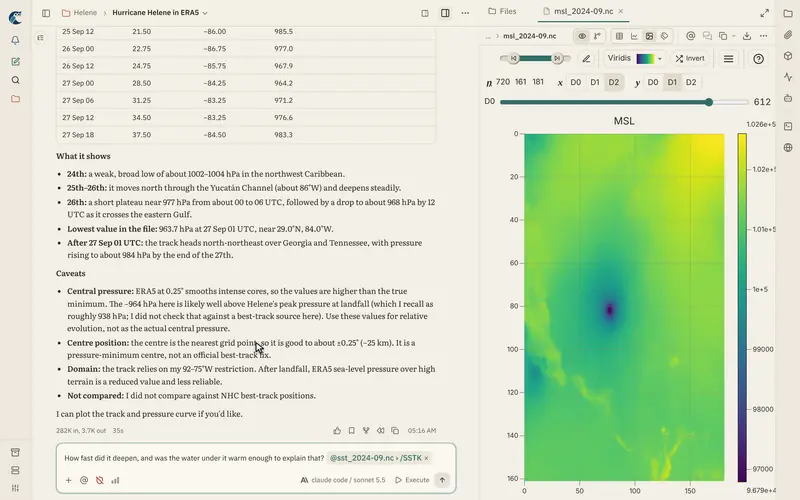 Helene › Hurricane Helene in ERA5
25 Sep 12 21.50 −86.00 985.5
26 Sep 00 22.75 −86.75 977.0
26 Sep 12 24.25 −85.75 967.9
27 Sep 00 28.50 −84.25 964.2
27 Sep 06 31.25 −83.25 971.2
27 Sep 12 34.50 −83.25 976.6
27 Sep 18 37.50 −84.50 983.3
What it shows
• 24th: a weak, broad low of about 1002–1004 hPa in the northwest Caribbean.
• 25th–26th: it moves north through the Yucatán Channel (about 86°W) and deepens steadily.
• 26th: a short plateau near 977 hPa from about 00 to 06 UTC, followed by a drop to about 968 hPa by 12
UTC as it crosses the eastern Gulf.
• Lowest value in the file: 963.7 hPa at 27 Sep 01 UTC, near 29.0°N, 84.0°W.
• After 27 Sep 01 UTC: the track heads north-northeast over Georgia and Tennessee, with pressure
rising to about 984 hPa by the end of the 27th.
Caveats
• Central pressure: ERA5 at 0.25° smooths intense cores, so the values are higher than the true
minimum. The ~964 hPa here is likely well above Helene's peak pressure at landfall (which I recall as
roughly 938 hPa; I did not check that against a best-track source here). Use these values for relative
evolution, not as the actual central pressure.
• Centre position: the centre is the nearest grid point, so it is good to about ±0.25° (~25 km). It is a
pressure-minimum centre, not an official best-track fix.
• Domain: the track relies on my 92–75°W restriction. After landfall, ERA5 sea-level pressure over high
terrain is a reduced value and less reliable.
• Not compared: I did not compare against NHC best-track positions.
I can plot the track and pressure curve if you'd like.
282K in, 3.7K out 35s 05:16 AM
How fast did it deepen, and was the water under it warm enough to explain that? @sst_2024-09.nc › /SSTK ×
claude code / sonnet 5.5 Execute
Files msl_2024-09.nc ×
... › msl_2024-09.nc
Viridis Invert
n 720 161 181 x D0 D1 D2 y D0 D1 D2
D0 612
MSL
1.026e+5
1.02e+5
1.01e+5
1e+5
99000
98000
97000
9.679e+4
0
20
40
60
80
100
120
140
160
0 50 100 150